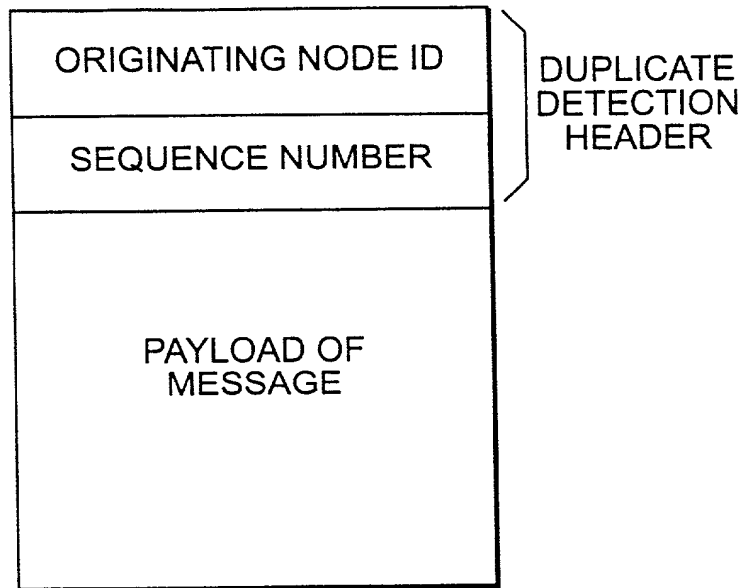 ORIGINATING NODE ID
SEQUENCE NUMBER
DUPLICATE
DETECTION
HEADER
PAYLOAD OF
MESSAGE